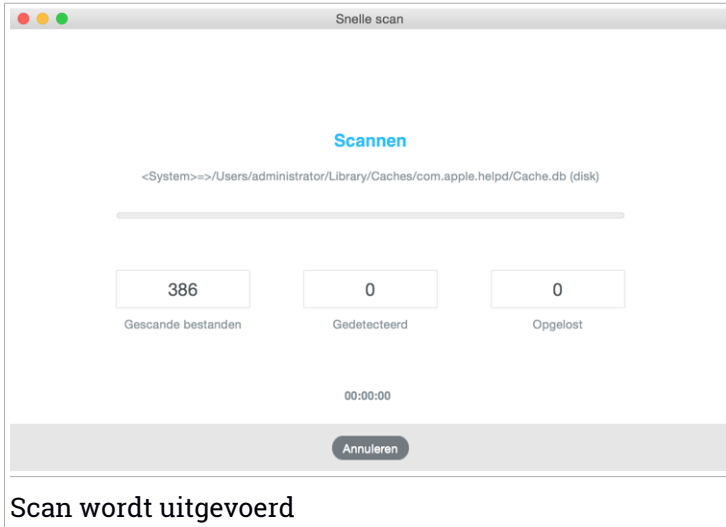 Snelle scan
Scannen
<System>=>/Users/administrator/Library/Caches/com.apple.helpd/Cache.db (disk)
386 0 0
Gescande bestanden Gedetecteerd Opgelost
00:00:00
Annuleren
Scan wordt uitgevoerd